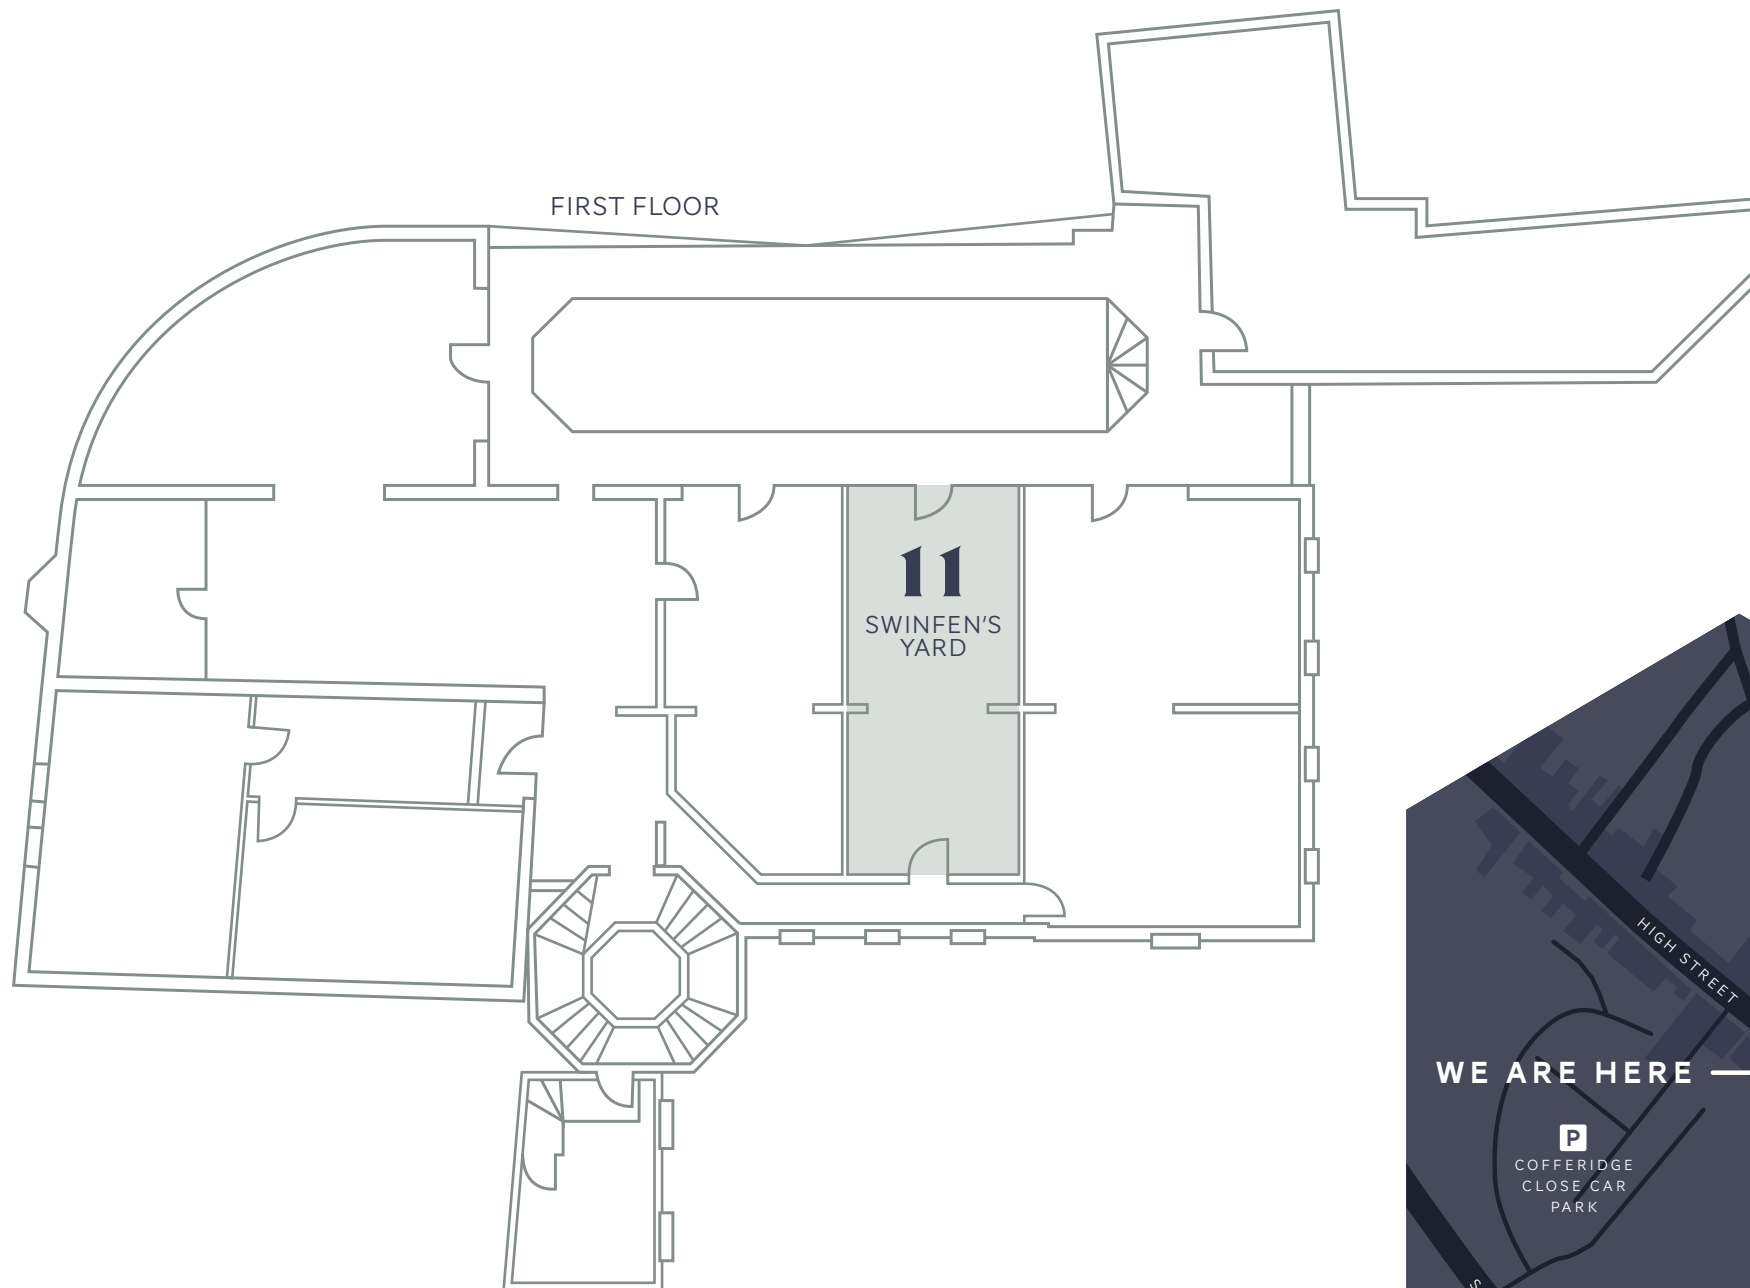 FIRST FLOOR
11
SWINFEN'S
YARD
HIGH STREET
WE ARE HERE
P
COFFERIDGE
CLOSE CAR
PARK